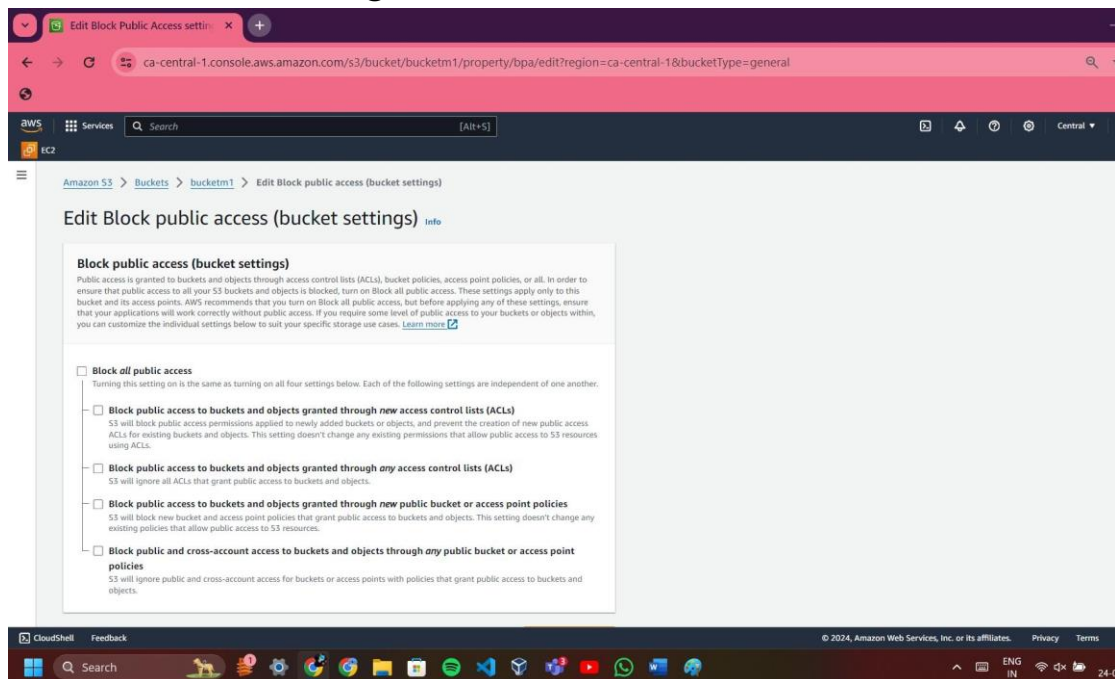 Edit Block Public Access settin
ca-central-1.console.aws.amazon.com/s3/bucket/bucketm1/property/bpa/edit?region=ca-central-1&bucketType=general
aws Services Search [Alt+S] Central
EC2
Amazon S3 > Buckets > bucketm1 > Edit Block public access (bucket settings)
Edit Block public access (bucket settings) Info
Block public access (bucket settings)
Public access is granted to buckets and objects through access control lists (ACLs), bucket policies, access point policies, or all. In order to
ensure that public access to all your S3 buckets and objects is blocked, turn on Block all public access. These settings apply only to this
bucket and its access points. AWS recommends that you turn on Block all public access, but before applying any of these settings, ensure
that your applications will work correctly without public access. If you require some level of public access to your buckets or objects within,
you can customize the individual settings below to suit your specific storage use cases. Learn more
Block all public access
Turning this setting on is the same as turning on all four settings below. Each of the following settings are independent of one another.
Block public access to buckets and objects granted through new access control lists (ACLs)
S3 will block public access permissions applied to newly added buckets or objects, and prevent the creation of new public access
ACLs for existing buckets and objects. This setting doesn't change any existing permissions that allow public access to S3 resources
using ACLs.
Block public access to buckets and objects granted through any access control lists (ACLs)
S3 will ignore all ACLs that grant public access to buckets and objects.
Block public access to buckets and objects granted through new public bucket or access point policies
S3 will block new bucket and access point policies that grant public access to buckets and objects. This setting doesn't change any
existing policies that allow public access to S3 resources.
Block public and cross-account access to buckets and objects through any public bucket or access point
policies
S3 will ignore public and cross-account access for buckets or access points with policies that grant public access to buckets and
objects.
CloudShell Feedback © 2024, Amazon Web Services, Inc. or its affiliates. Privacy Terms
Search ENG
IN